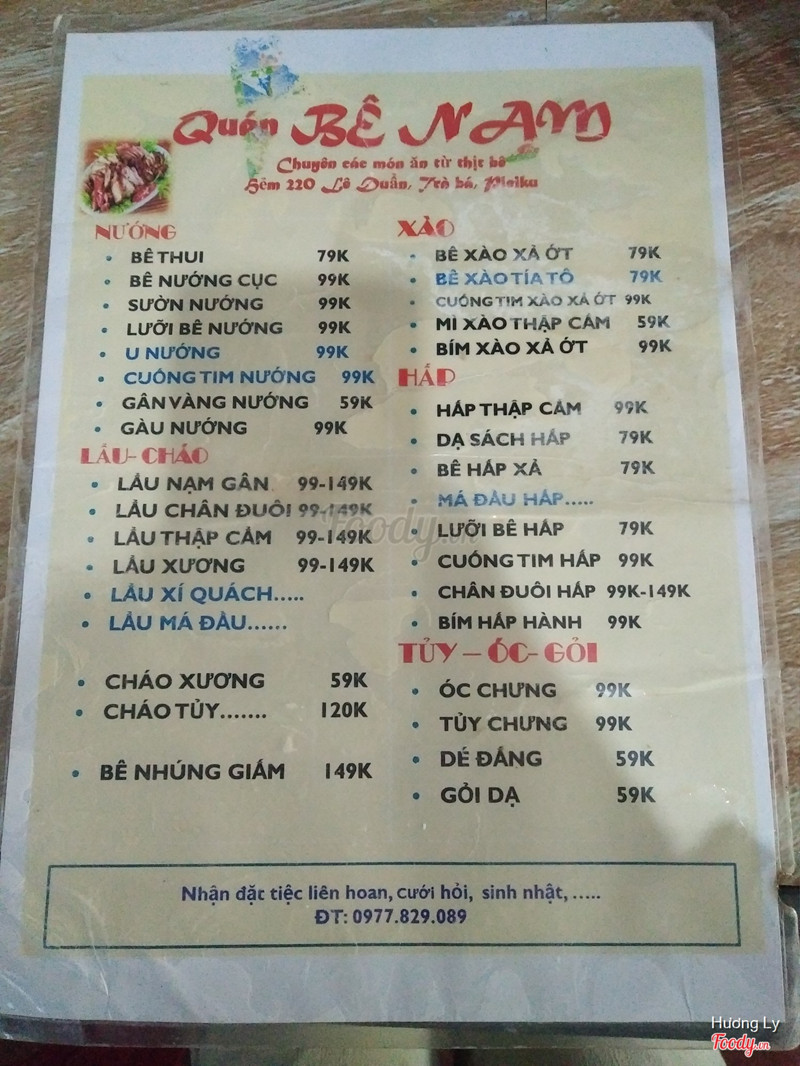 Quán BÊ NAM
Chuyên các món ăn từ thịt bê
Hẻm 220 Lê Duẩn, Trà bá, Pleiku
NƯỚNG
• BÊ THUI 79K
• BÊ NƯỚNG CỤC 99K
• SƯỜN NƯỚNG 99K
• LƯỠI BÊ NƯỚNG 99K
• U NƯỚNG 99K
• CUỐNG TIM NƯỚNG 99K
• GÂN VÀNG NƯỚNG 59K
• GÀU NƯỚNG 99K
LẨU- CHÁO
• LẨU NẠM GÂN 99-149K
• LẨU CHÂN ĐUÔI 99-149K
• LẨU THẬP CẨM 99-149K
• LẨU XƯƠNG 99-149K
• LẨU XÍ QUÁCH.....
• LẨU MÁ ĐẦU......
• CHÁO XƯƠNG 59K
• CHÁO TỦY....... 120K
• BÊ NHÚNG GIẤM 149K
XÀO
• BÊ XÀO XẢ ỚT 79K
• BÊ XÀO TÍA TÔ 79K
• CUỐNG TIM XÀO XẢ ỚT 99K
• MÌ XÀO THẬP CẨM 59K
• BÍM XÀO XẢ ỚT 99K
HẤP
• HẤP THẬP CẨM 99K
• DẠ SÁCH HẤP 79K
• BÊ HẤP XẢ 79K
• MÁ ĐẦU HẤP.....
• LƯỠI BÊ HẤP 79K
• CUỐNG TIM HẤP 99K
• CHÂN ĐUÔI HẤP 99K-149K
• BÍM HẤP HÀNH 99K
TỦY – ÓC- GỎI
• ÓC CHƯNG 99K
• TỦY CHƯNG 99K
• DÉ ĐẮNG 59K
• GỎI DẠ 59K
Nhận đặt tiệc liên hoan, cưới hỏi, sinh nhật, .....
ĐT: 0977.829.089
Foody.vn
Hương Ly
Foody.vn